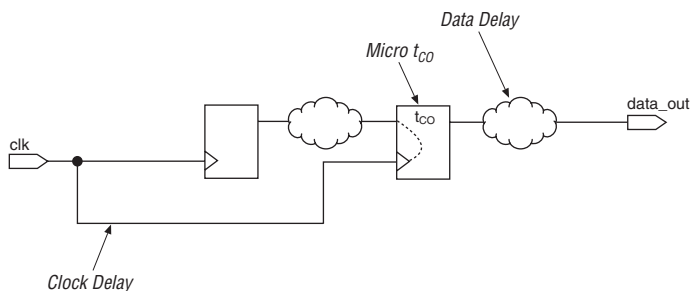 Data Delay
Micro tCO
tCO
data_out
clk
Clock Delay